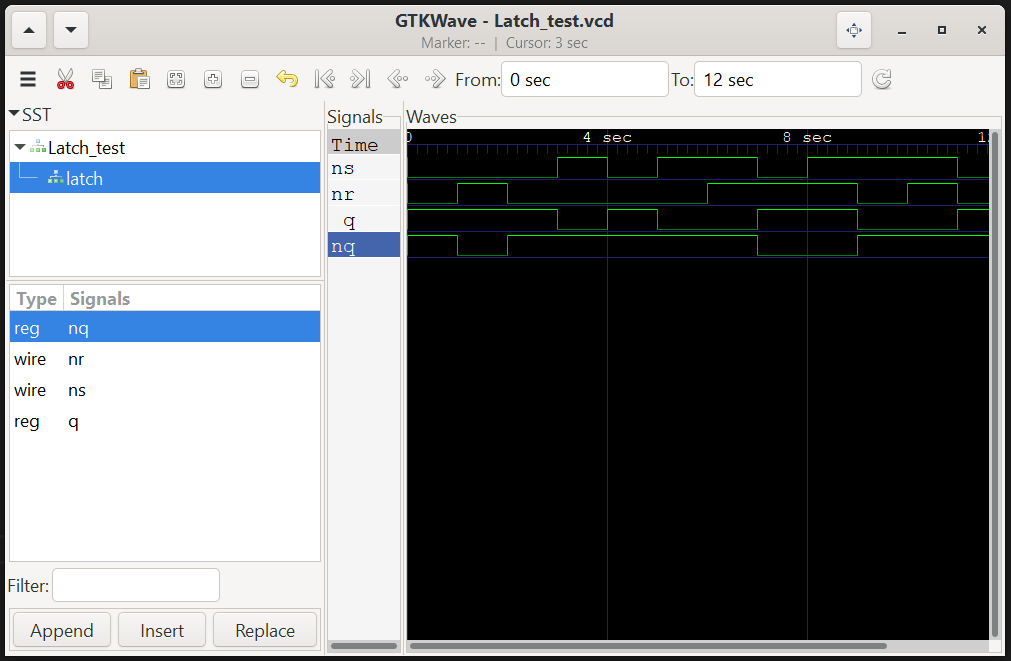 GTKWave - Latch_test.vcd
Marker: -- | Cursor: 3 sec
From: 0 sec To: 12 sec
SST
Latch_test
latch
Type Signals
reg nq
wire nr
wire ns
reg q
Filter:
Append Insert Replace
Signals
Time
ns
nr
q
nq
Waves
0 4 sec 8 sec